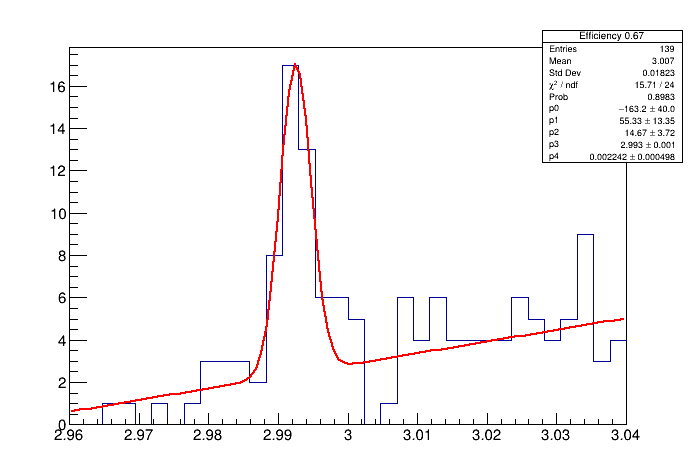 Efficiency 0.67
Entries 139
Mean 3.007
Std Dev 0.01823
χ² / ndf 15.71 / 24
Prob 0.8983
p0 −163.2 ± 40.0
p1 55.33 ± 13.35
p2 14.67 ± 3.72
p3 2.993 ± 0.001
p4 0.002242 ± 0.000498
16
14
12
10
8
6
4
2
0
2.96 2.97 2.98 2.99 3 3.01 3.02 3.03 3.04